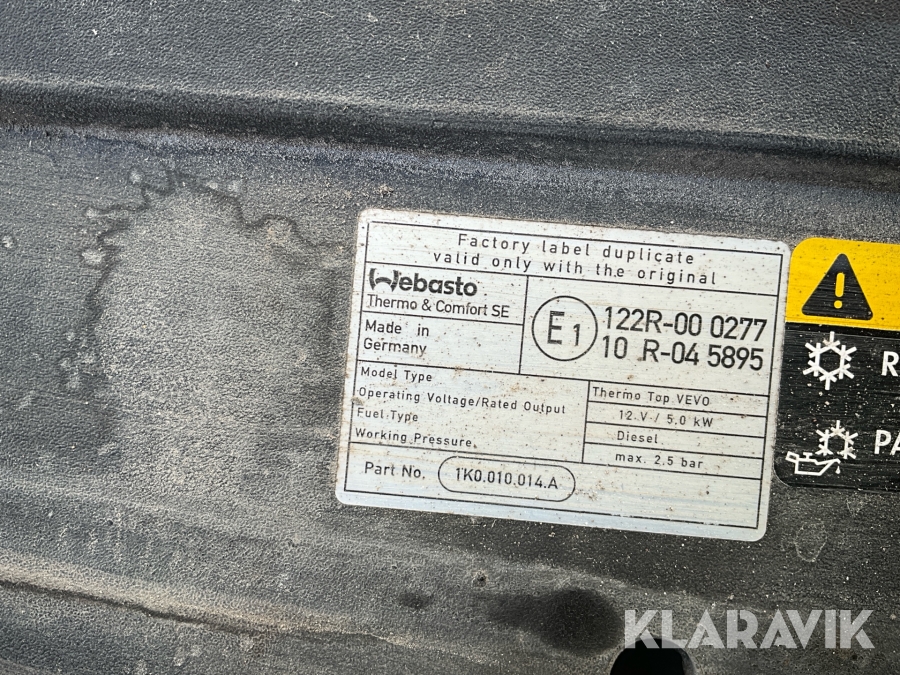 Factory label duplicate
valid only with the original
Webasto
Thermo & Comfort SE
Made in
Germany
E1
122R-00 0277
10 R-04 5895
Model Type
Thermo Top VEVO
Operating Voltage/Rated Output
12 V / 5.0 kW
Fuel Type
Diesel
Working Pressure
max. 2.5 bar
Part No.
1K0.010.014.A
R
PA
KLARAVIK